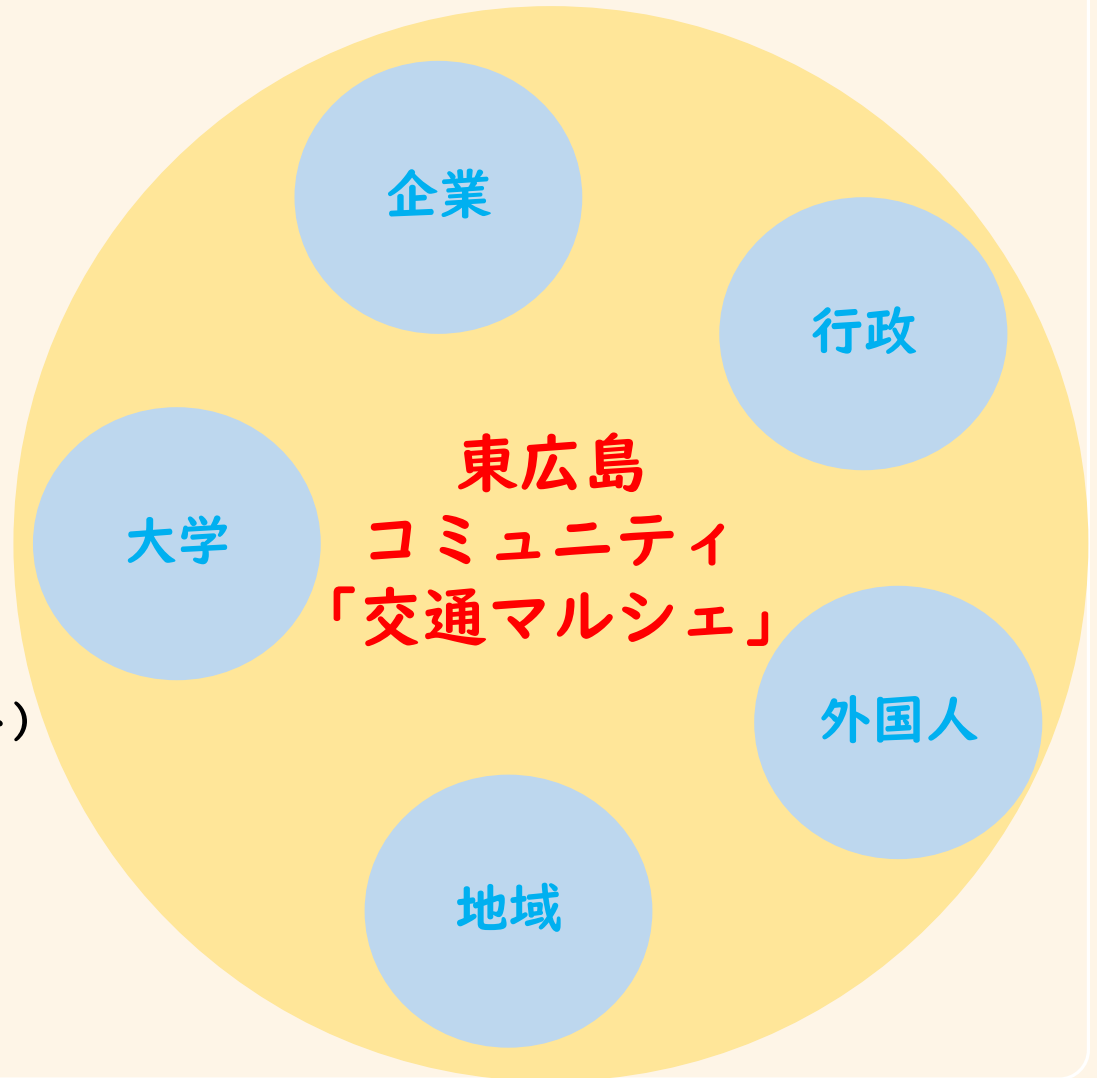 企業
行政
東広島
コミュニティ
「交通マルシェ」
大学
外国人
)
地域